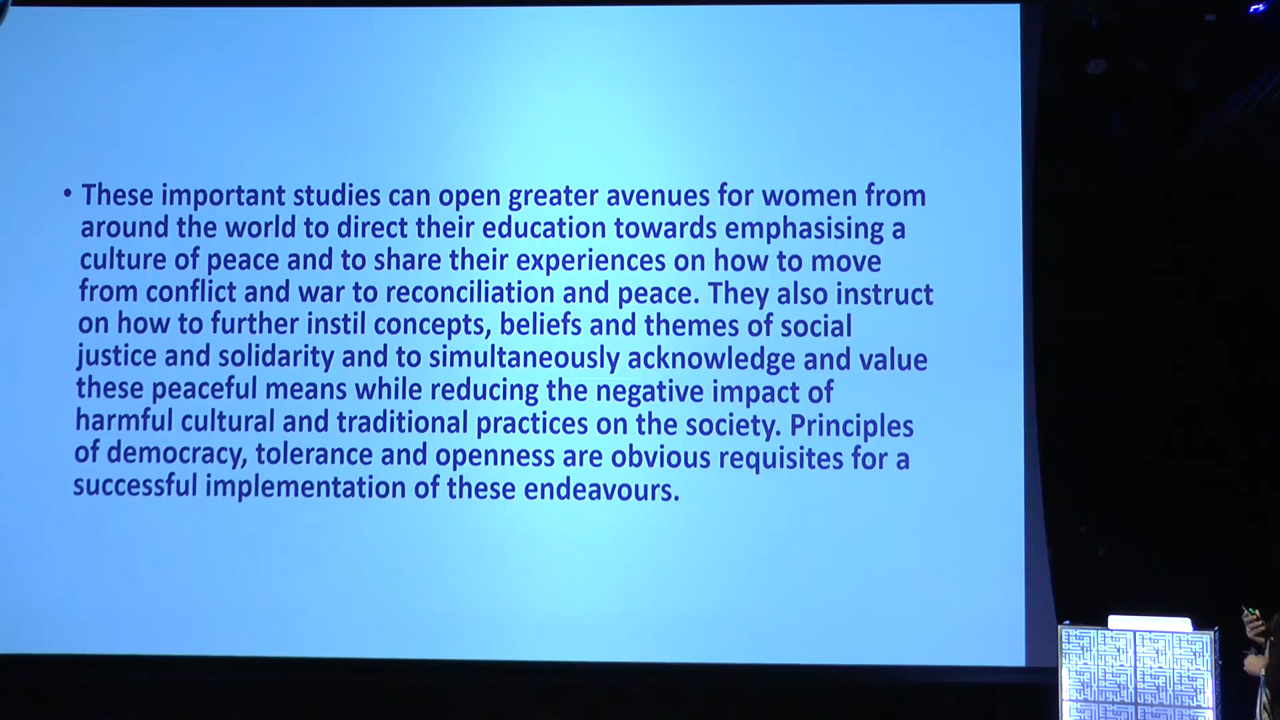 • These important studies can open greater avenues for women from
around the world to direct their education towards emphasising a
culture of peace and to share their experiences on how to move
from conflict and war to reconciliation and peace. They also instruct
on how to further instil concepts, beliefs and themes of social
justice and solidarity and to simultaneously acknowledge and value
these peaceful means while reducing the negative impact of
harmful cultural and traditional practices on the society. Principles
of democracy, tolerance and openness are obvious requisites for a
successful implementation of these endeavours.